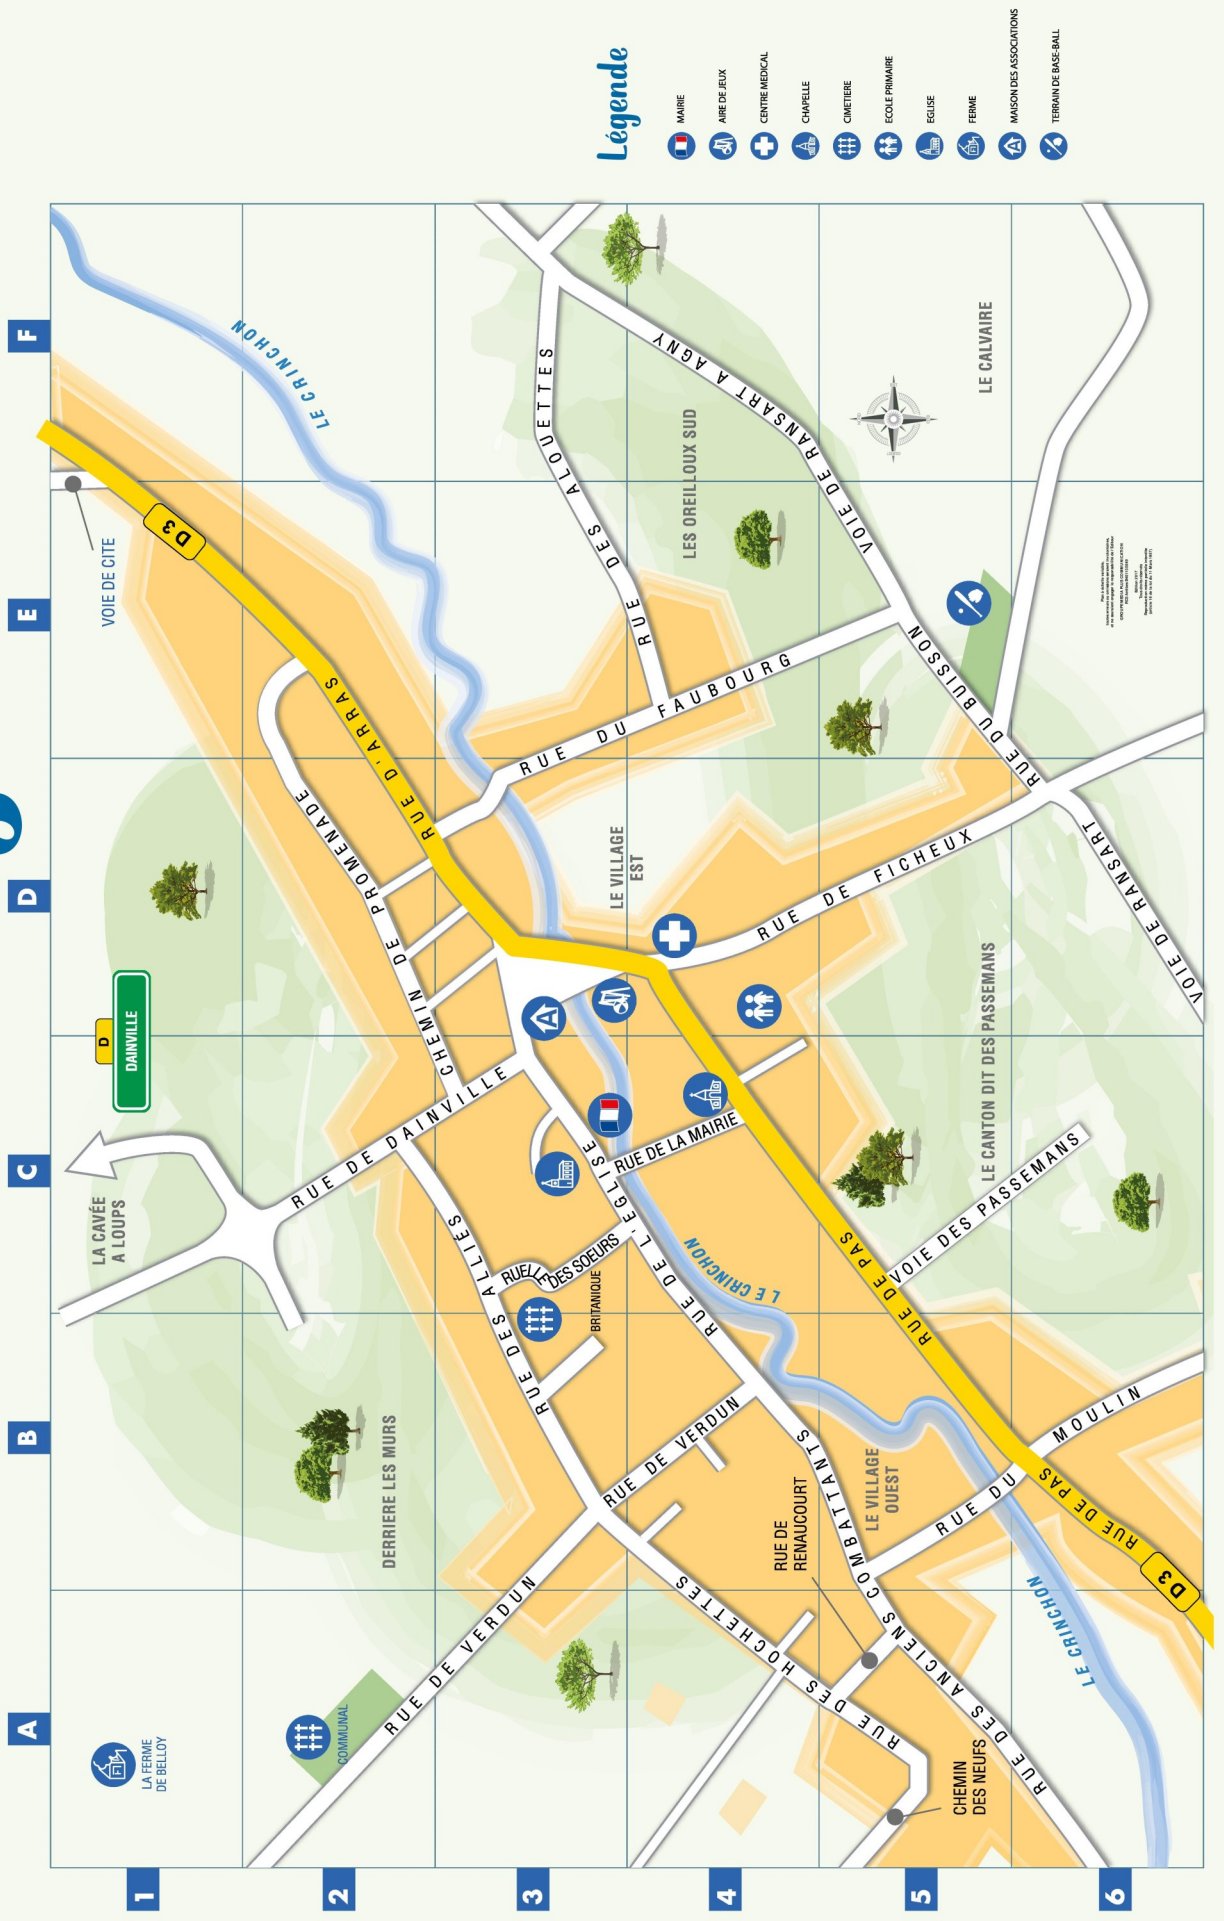 A
B
C
D
E
F
1
2
3
4
5
6
LA FERME
DE BELLOY
COMMUNAL
LA CAVÉE
A LOUPS
D
DAINVILLE
VOIE DE CITE
D3
LE CRINCHON
DERRIERE LES MURS
RUE DE VERDUN
RUE DE DAINVILLE
CHEMIN DE PROMENADE
RUE D'ARRAS
RUE DES ALLIÉS
RUELLE
DES SOEURS
BRITANIQUE
RUE DE VERDUN
RUE DE L'EGLISE
RUE DE LA MAIRIE
LE CRINCHON
LE VILLAGE
EST
RUE DU FAUBOURG
RUE DES ALOUETTES
LES OREILLOUX SUD
VOIE DE RANSART A AGNY
RUE DES HOCHETTES
RUE DE
RENAUCOURT
LE VILLAGE
OUEST
RUE DES ANCIENS COMBATTANTS
CHEMIN
DES NEUFS
RUE DU MOULIN
RUE DE PAS
RUE DE PAS
D3
LE CRINCHON
VOIE DES PASSEMANS
LE CANTON DIT DES PASSEMANS
RUE DE FICHEUX
RUE DU BUISSON
VOIE DE RANSART
LE CALVAIRE
Légende
MAIRIE
AIRE DE JEUX
CENTRE MEDICAL
CHAPELLE
CIMETIERE
ECOLE PRIMAIRE
EGLISE
FERME
MAISON DES ASSOCIATIONS
TERRAIN DE BASE-BALL